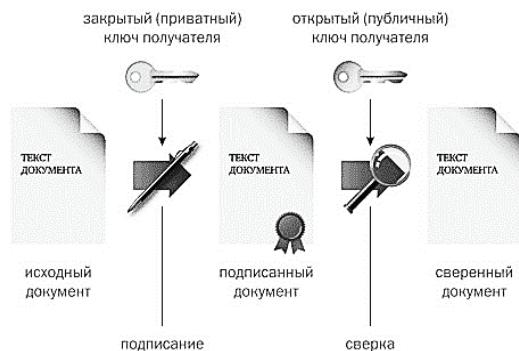 закрытый (приватный)
ключ получателя
открытый (публичный)
ключ получателя
ТЕКСТ
ДОКУМЕНТА
ТЕКСТ
ДОКУМЕНТА
ТЕКСТ
ДОКУМЕНТА
исходный
документ
подписанный
документ
сверенный
документ
подписание
сверка